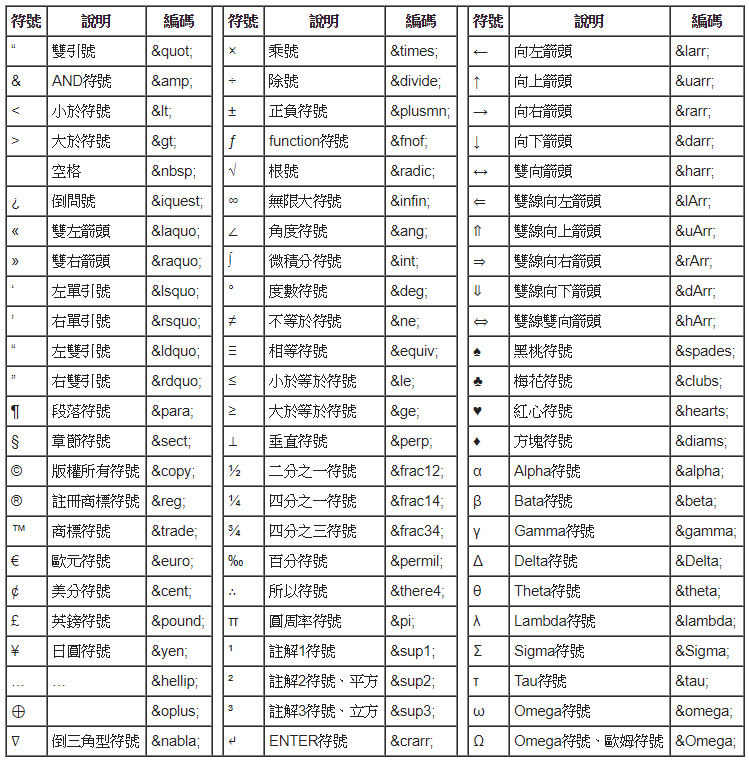 符號 說明 編碼 符號 說明 編碼 符號 說明 編碼
“ 雙引號 &quot; × 乘號 &times; ← 向左箭頭 &larr;
& AND符號 &amp; ÷ 除號 &divide; ↑ 向上箭頭 &uarr;
< 小於符號 &lt; ± 正負符號 &plusmn; → 向右箭頭 &rarr;
> 大於符號 &gt; ƒ function符號 &fnof; ↓ 向下箭頭 &darr;
空格 &nbsp; √ 根號 &radic; ↔ 雙向箭頭 &harr;
¿ 倒問號 &iquest; ∞ 無限大符號 &infin; ⇐ 雙線向左箭頭 &lArr;
« 雙左箭頭 &laquo; ∠ 角度符號 &ang; ⇑ 雙線向上箭頭 &uArr;
» 雙右箭頭 &raquo; ∫ 微積分符號 &int; ⇒ 雙線向右箭頭 &rArr;
‘ 左單引號 &lsquo; ° 度數符號 &deg; ⇓ 雙線向下箭頭 &dArr;
’ 右單引號 &rsquo; ≠ 不等於符號 &ne; ⇔ 雙線雙向箭頭 &hArr;
“ 左雙引號 &ldquo; ≡ 相等符號 &equiv; ♠ 黑桃符號 &spades;
” 右雙引號 &rdquo; ≤ 小於等於符號 &le; ♣ 梅花符號 &clubs;
¶ 段落符號 &para; ≥ 大於等於符號 &ge; ♥ 紅心符號 &hearts;
§ 章節符號 &sect; ⊥ 垂直符號 &perp; ♦ 方塊符號 &diams;
© 版權所有符號 &copy; ½ 二分之一符號 &frac12; α Alpha符號 &alpha;
® 註冊商標符號 &reg; ¼ 四分之一符號 &frac14; β Bata符號 &beta;
™ 商標符號 &trade; ¾ 四分之三符號 &frac34; γ Gamma符號 &gamma;
€ 歐元符號 &euro; ‰ 百分符號 &permil; Δ Delta符號 &Delta;
¢ 美分符號 &cent; ∴ 所以符號 &there4; θ Theta符號 &theta;
£ 英鎊符號 &pound; π 圓周率符號 &pi; λ Lambda符號 &lambda;
¥ 日圓符號 &yen; ¹ 註解1符號 &sup1; Σ Sigma符號 &Sigma;
… … &hellip; ² 註解2符號、平方 &sup2; τ Tau符號 &tau;
⊕ &oplus; ³ 註解3符號、立方 &sup3; ω Omega符號 &omega;
∇ 倒三角型符號 &nabla; ↵ ENTER符號 &crarr; Ω Omega符號、歐姆符號 &Omega;